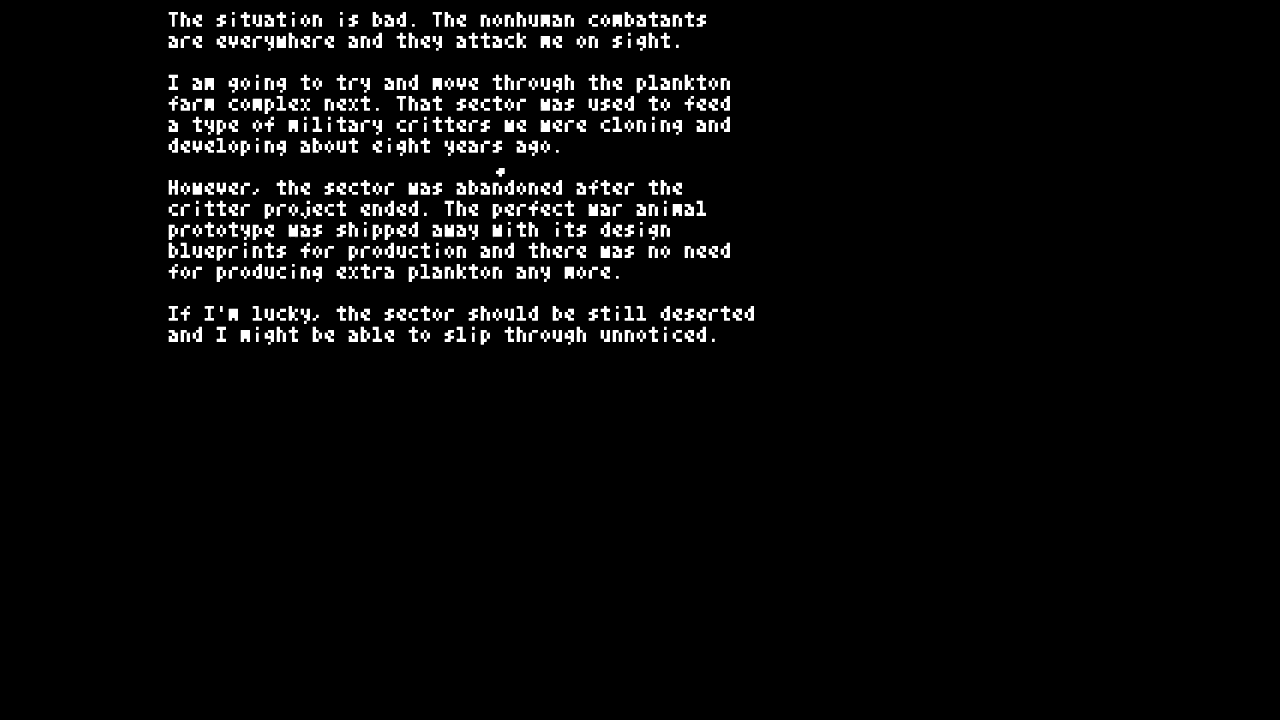 The situation is bad. The nonhuman combatants
are everywhere and they attack me on sight.
I am going to try and move through the plankton
farm complex next. That sector was used to feed
a type of military critters we were cloning and
developing about eight years ago.
However, the sector was abandoned after the
critter project ended. The perfect war animal
prototype was shipped away with its design
blueprints for production and there was no need
for producing extra plankton any more.
If I'm lucky, the sector should be still deserted
and I might be able to slip through unnoticed.